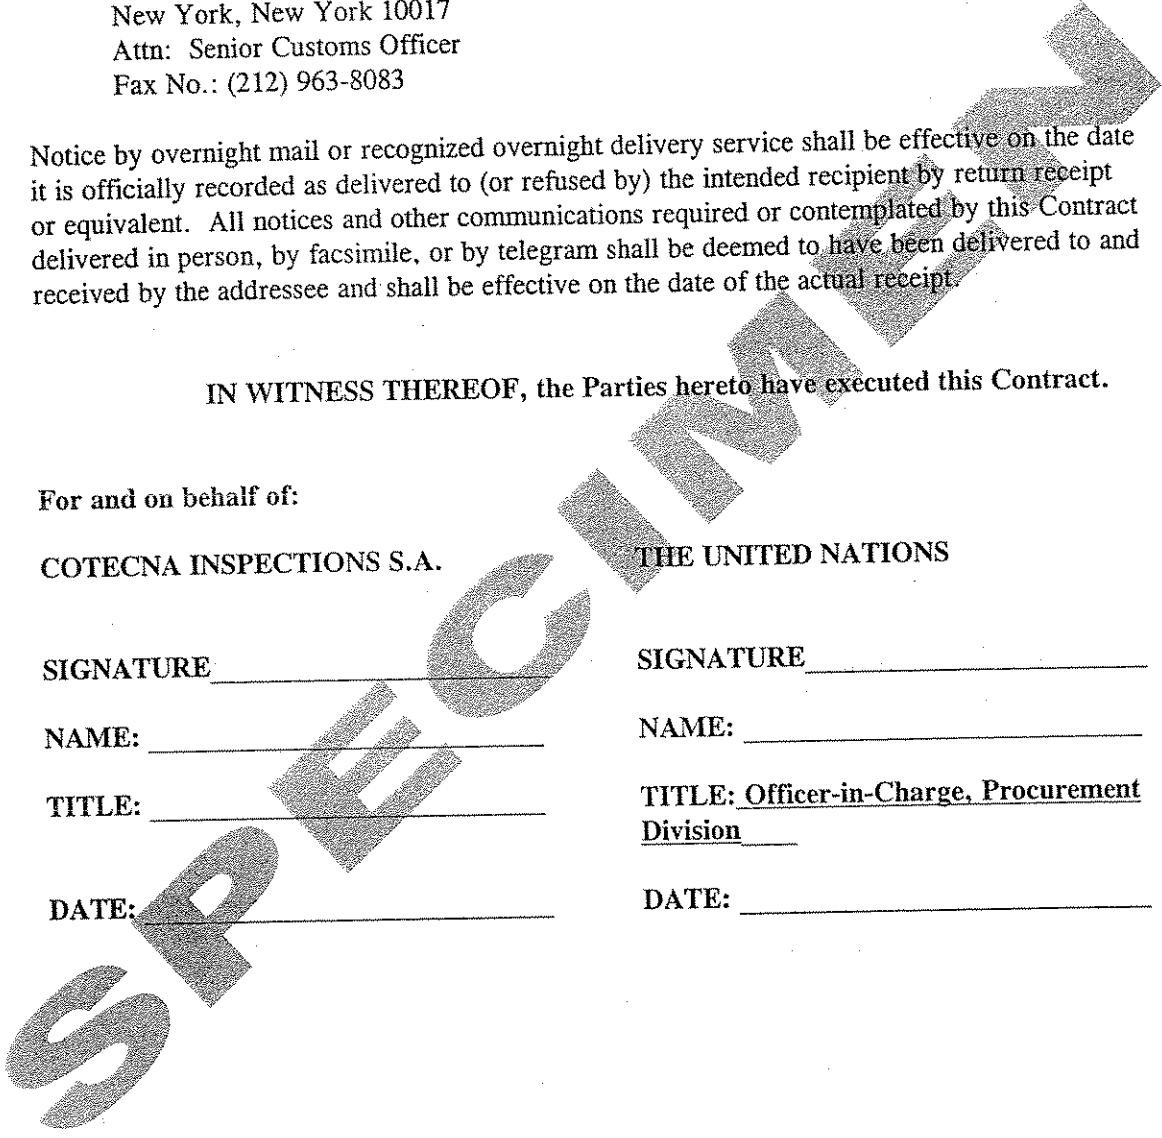 New York, New York 10017
Attn: Senior Customs Officer
Fax No.: (212) 963-8083
Notice by overnight mail or recognized overnight delivery service shall be effective on the date
it is officially recorded as delivered to (or refused by) the intended recipient by return receipt
or equivalent. All notices and other communications required or contemplated by this Contract
delivered in person, by facsimile, or by telegram shall be deemed to have been delivered to and
received by the addressee and shall be effective on the date of the actual receipt.
IN WITNESS THEREOF, the Parties hereto have executed this Contract.
For and on behalf of:
COTECNA INSPECTIONS S.A.
SIGNATURE
NAME:
TITLE:
DATE:
THE UNITED NATIONS
SIGNATURE
NAME:
TITLE: Officer-in-Charge, Procurement
Division
DATE:
SPECIMEN